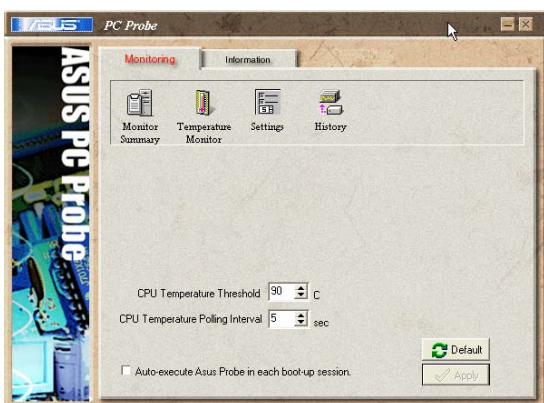 ASUS PC Probe
ASUS PC Probe
Monitoring Information
Monitor Summary
Temperature Monitor
Settings
History
CPU Temperature Threshold 90 C
CPU Temperature Polling Interval 5 sec
Default
Auto-execute Asus Probe in each boot-up session.
Apply